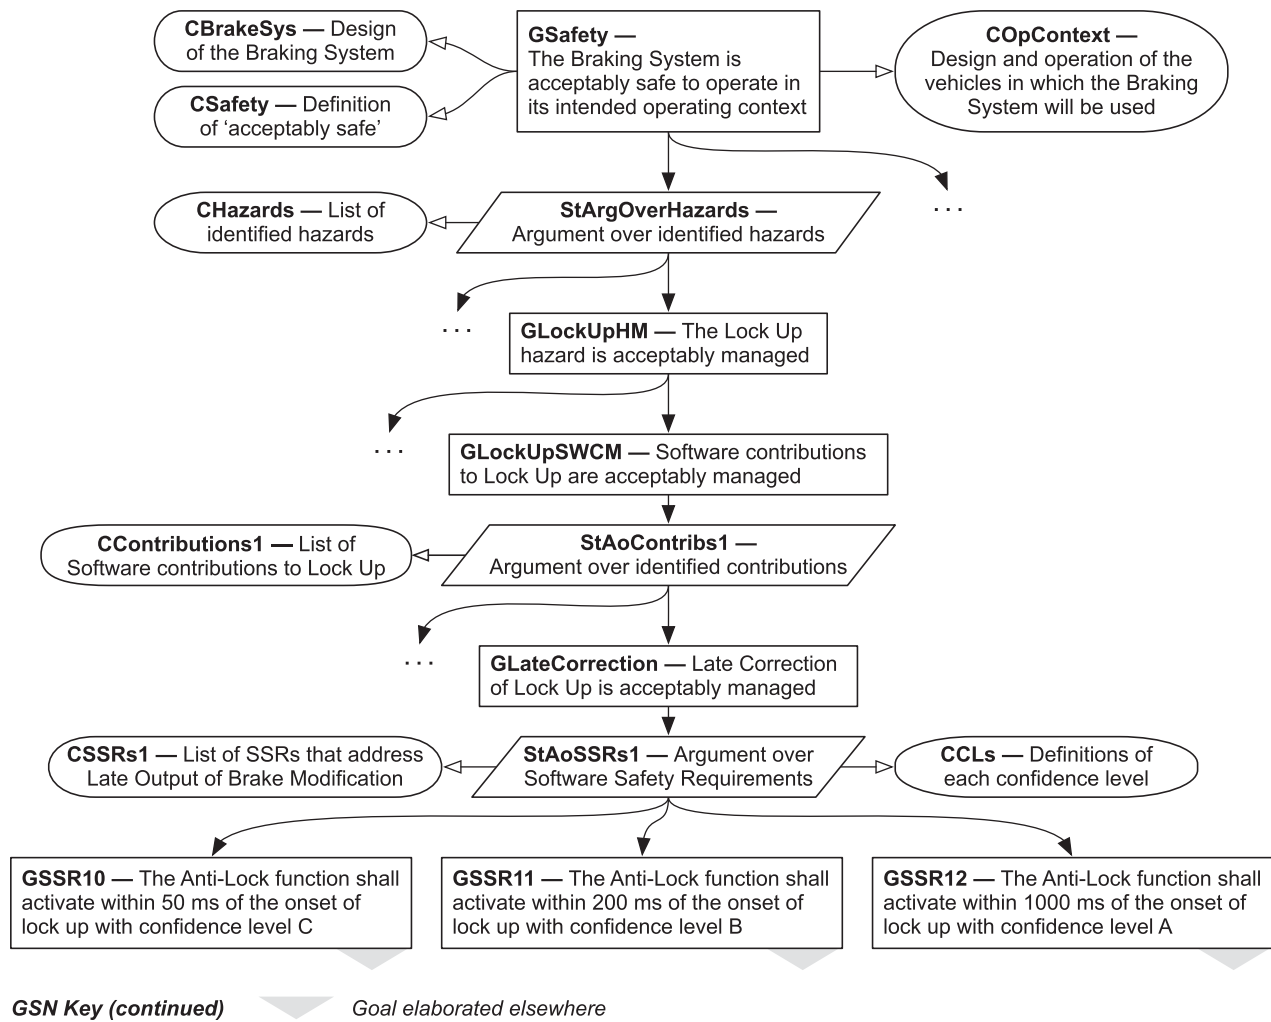 CBrakeSys — Design
of the Braking System
GSafety —
The Braking System is
acceptably safe to operate in
its intended operating context
COpContext —
Design and operation of the
vehicles in which the Braking
System will be used
CSafety — Definition
of ‘acceptably safe’
. . .
CHazards — List of
identified hazards
StArgOverHazards —
Argument over identified hazards
. . .
GLockUpHM — The Lock Up
hazard is acceptably managed
. . .
GLockUpSWCM — Software contributions
to Lock Up are acceptably managed
CContributions1 — List of
Software contributions to Lock Up
StAoContribs1 —
Argument over identified contributions
. . .
GLateCorrection — Late Correction
of Lock Up is acceptably managed
CSSRs1 — List of SSRs that address
Late Output of Brake Modification
StAoSSRs1 — Argument over
Software Safety Requirements
CCLs — Definitions of
each confidence level
GSSR10 — The Anti-Lock function shall
activate within 50 ms of the onset of
lock up with confidence level C
GSSR11 — The Anti-Lock function shall
activate within 200 ms of the onset of
lock up with confidence level B
GSSR12 — The Anti-Lock function shall
activate within 1000 ms of the onset of
lock up with confidence level A
GSN Key (continued)
Goal elaborated elsewhere